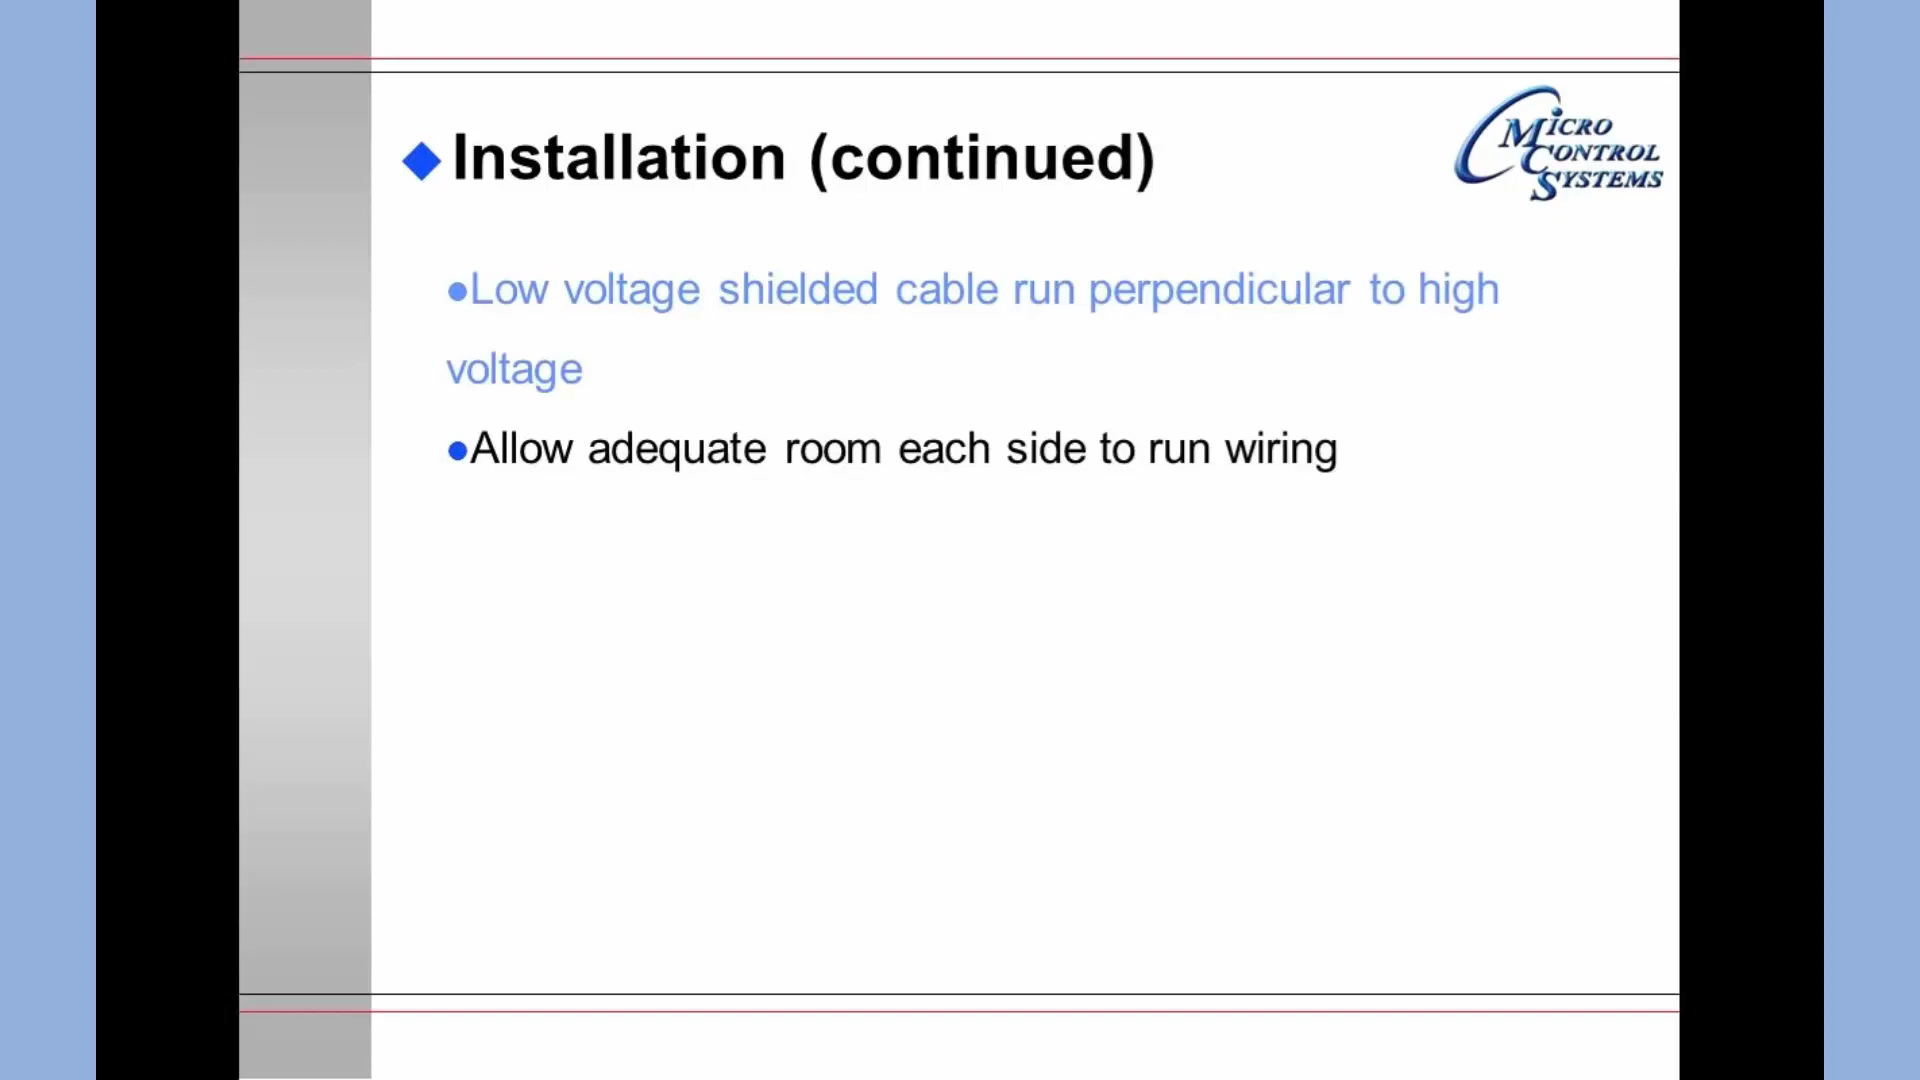 Installation (continued)
MICRO
CONTROL
SYSTEMS
●Low voltage shielded cable run perpendicular to high
voltage
●Allow adequate room each side to run wiring